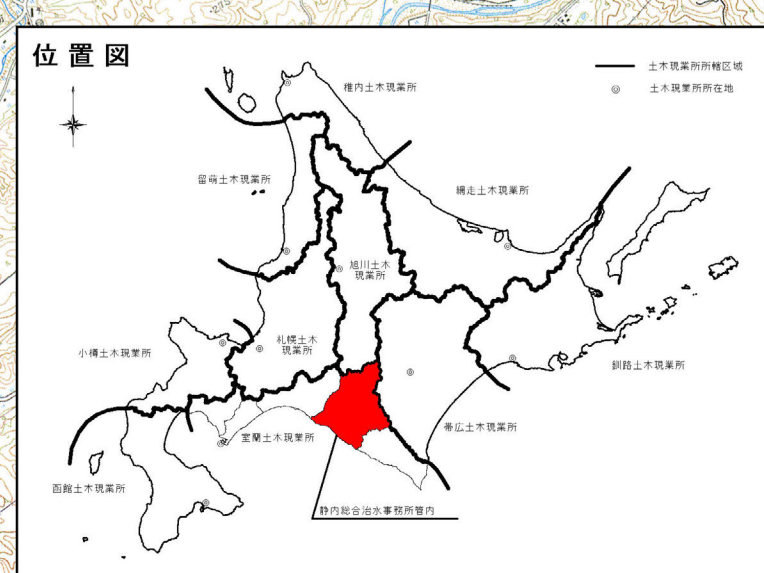 位置図
土木現業所所轄区域
土木現業所所在地
稚内土木現業所
留萌土木現業所
網走土木現業所
旭川土木
現業所
小樽土木現業所
札幌土木
現業所
釧路土木現業所
室蘭土木現業所
帯広土木現業所
函館土木現業所
静内総合治水事務所管内